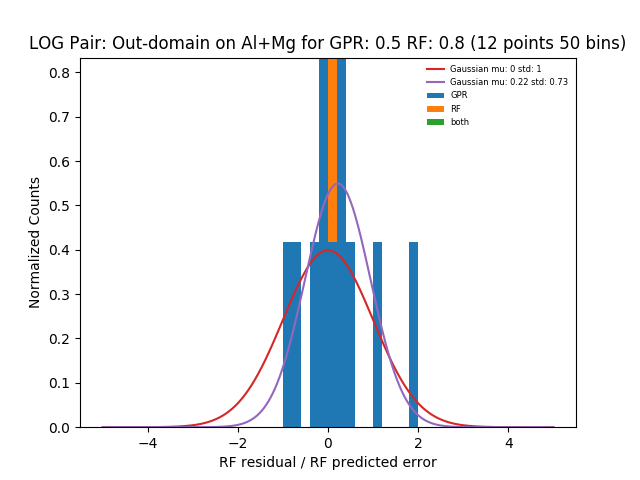 LOG Pair: Out-domain on Al+Mg for GPR: 0.5 RF: 0.8 (12 points 50 bins)
Gaussian mu: 0 std: 1
Gaussian mu: 0.22 std: 0.73
GPR
RF
both
Normalized Counts
0.8
0.7
0.6
0.5
0.4
0.3
0.2
0.1
0.0
−4 −2 0 2 4
RF residual / RF predicted error